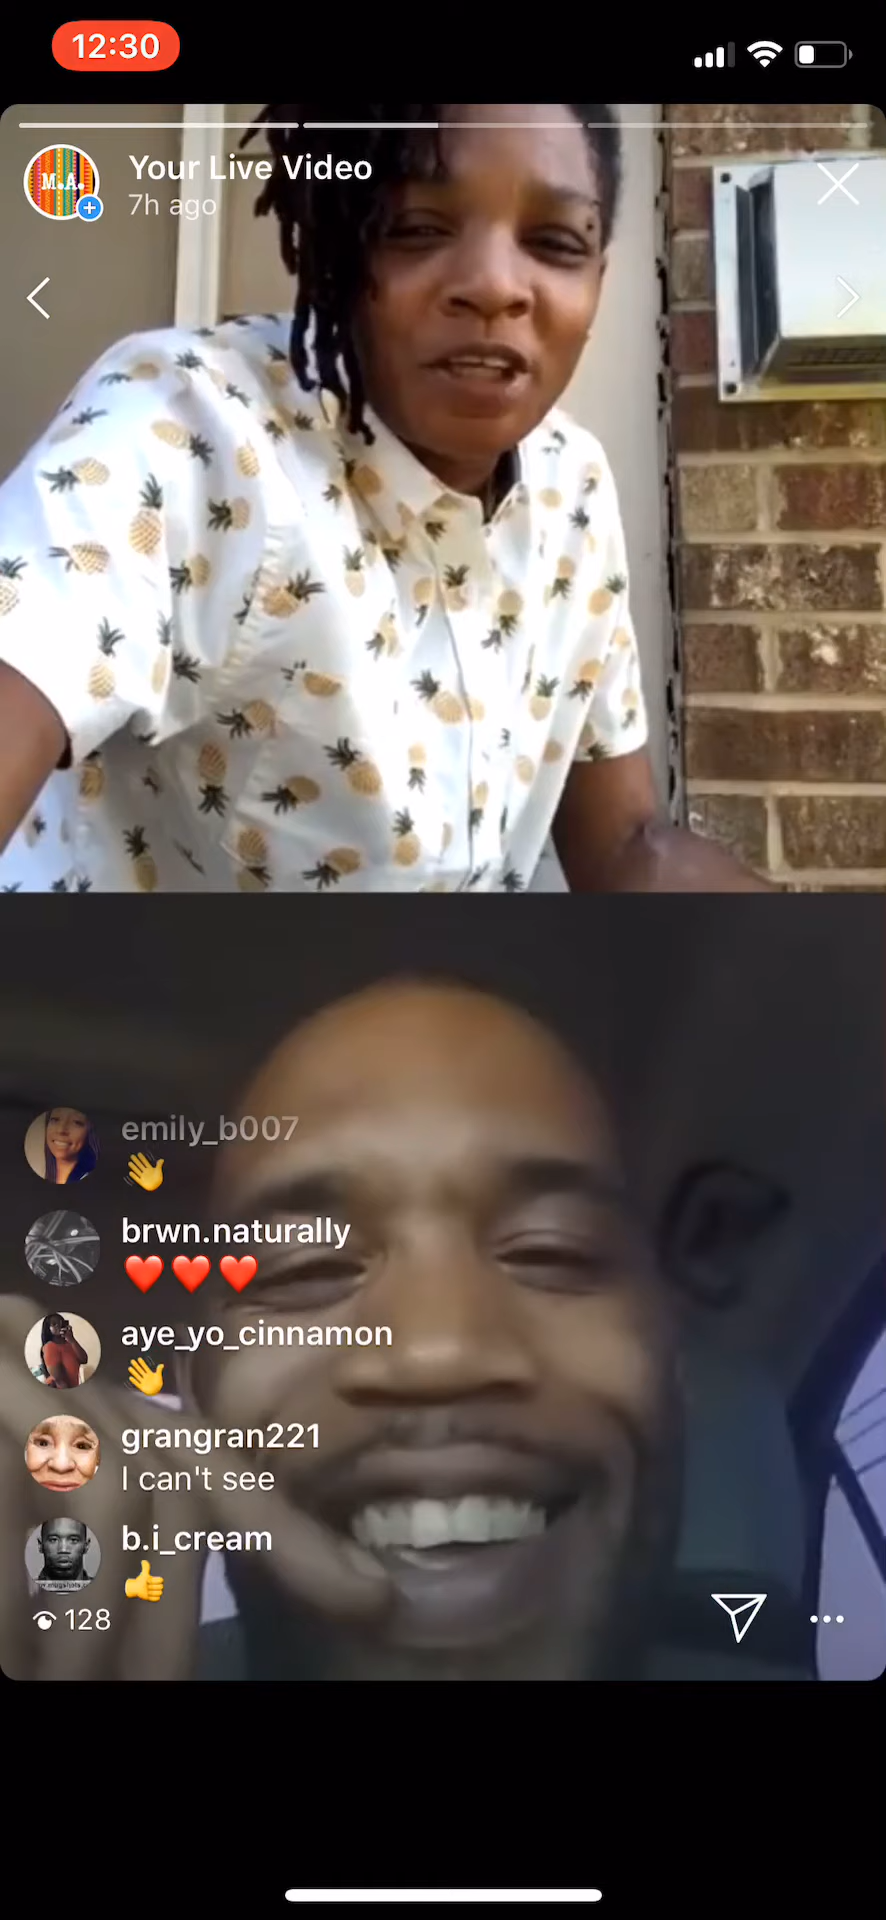 12:30
M.A.
Your Live Video
7h ago
emily_b007
👋
brwn.naturally
❤️❤️❤️
aye_yo_cinnamon
👋
grangran221
I can't see
b.i_cream
👍
128